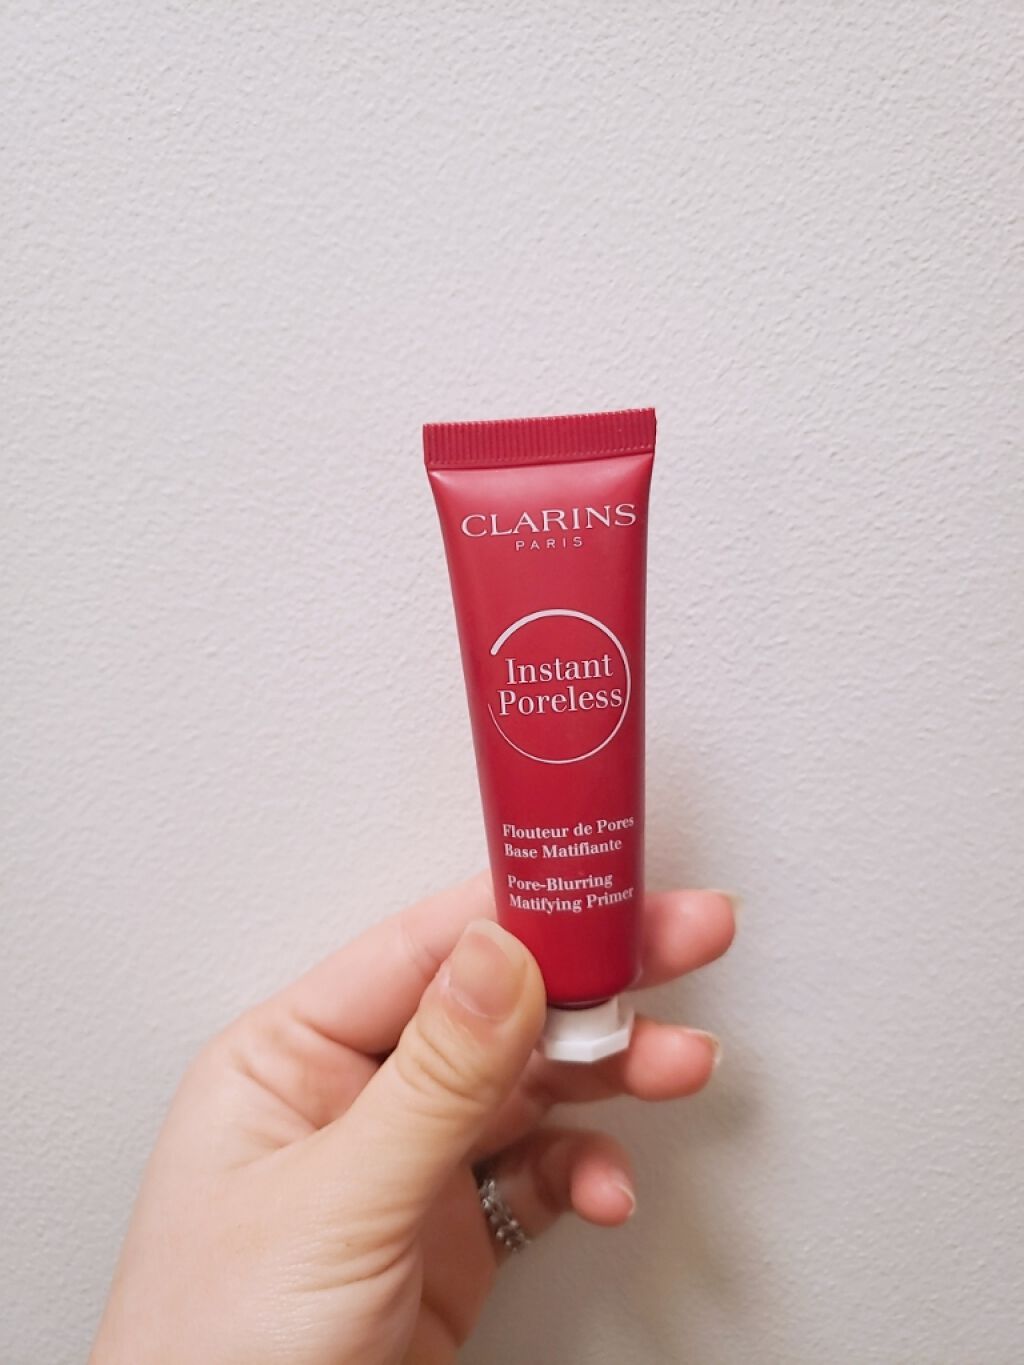 CLARINS
PARIS
Instant
Poreless
Flouteur de Pores
Base Matifiante
Pore-Blurring
Matifying Primer